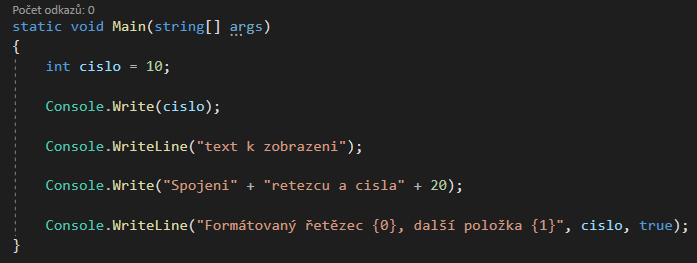 Počet odkazů: 0
static void Main(string[] args)
{
int cislo = 10;
Console.Write(cislo);
Console.WriteLine("text k zobrazeni");
Console.Write("Spojeni" + "retezcu a cisla" + 20);
Console.WriteLine("Formátovaný řetězec {0}, další položka {1}", cislo, true);
}